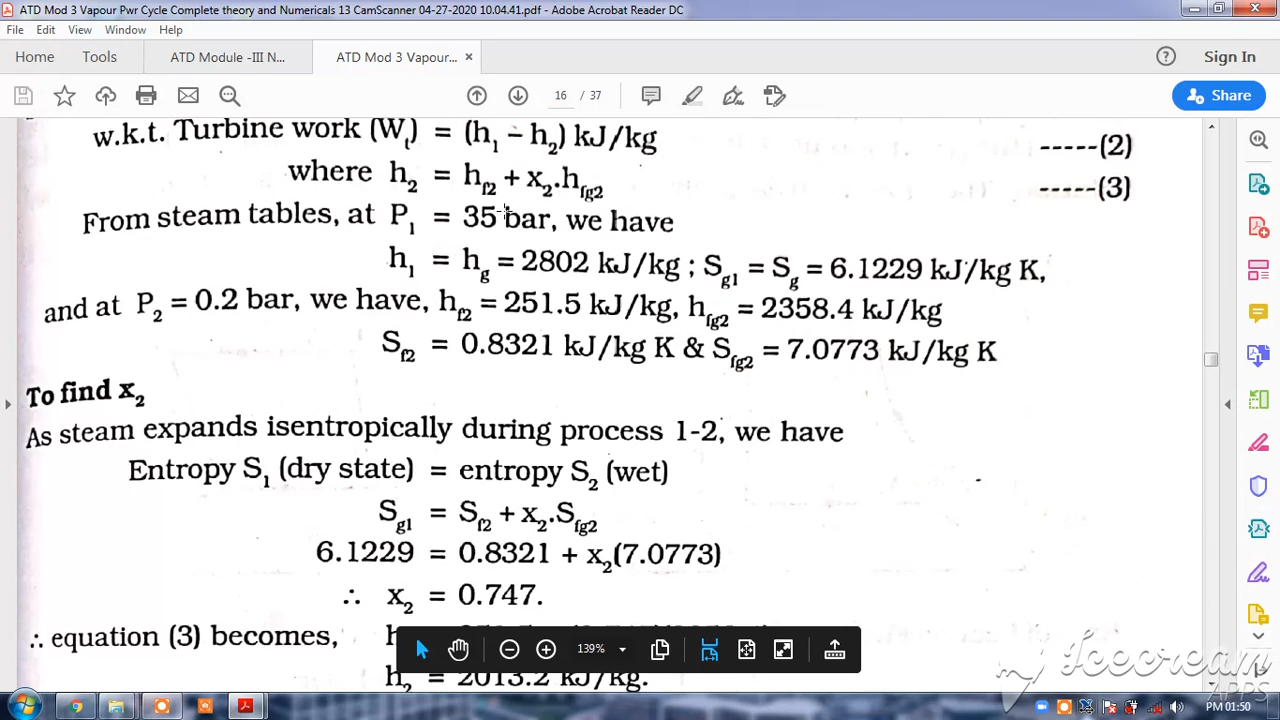 ATD Mod 3 Vapour Pwr Cycle Complete theory and Numericals 13 CamScanner 04-27-2020 10.04.41.pdf - Adobe Acrobat Reader DC
File Edit View Window Help
Home Tools ATD Module -III N... ATD Mod 3 Vapour... × Sign In
16 / 37 Share
w.k.t. Turbine work (Wt) = (h1 – h2) kJ/kg -----(2)
where h2 = hf2 + x2.hfg2 -----(3)
From steam tables, at P1 = 35 bar, we have
h1 = hg = 2802 kJ/kg ; Sg1 = Sg = 6.1229 kJ/kg K,
and at P2 = 0.2 bar, we have, hf2 = 251.5 kJ/kg, hfg2 = 2358.4 kJ/kg
Sf2 = 0.8321 kJ/kg K & Sfg2 = 7.0773 kJ/kg K
To find x2
As steam expands isentropically during process 1-2, we have
Entropy S1 (dry state) = entropy S2 (wet)
Sg1 = Sf2 + x2.Sfg2
6.1229 = 0.8321 + x2(7.0773)
∴ x2 = 0.747.
∴ equation (3) becomes,
139%
h2 = 2013.2 kJ/kg.
Icecream
APPS
PM 01:50